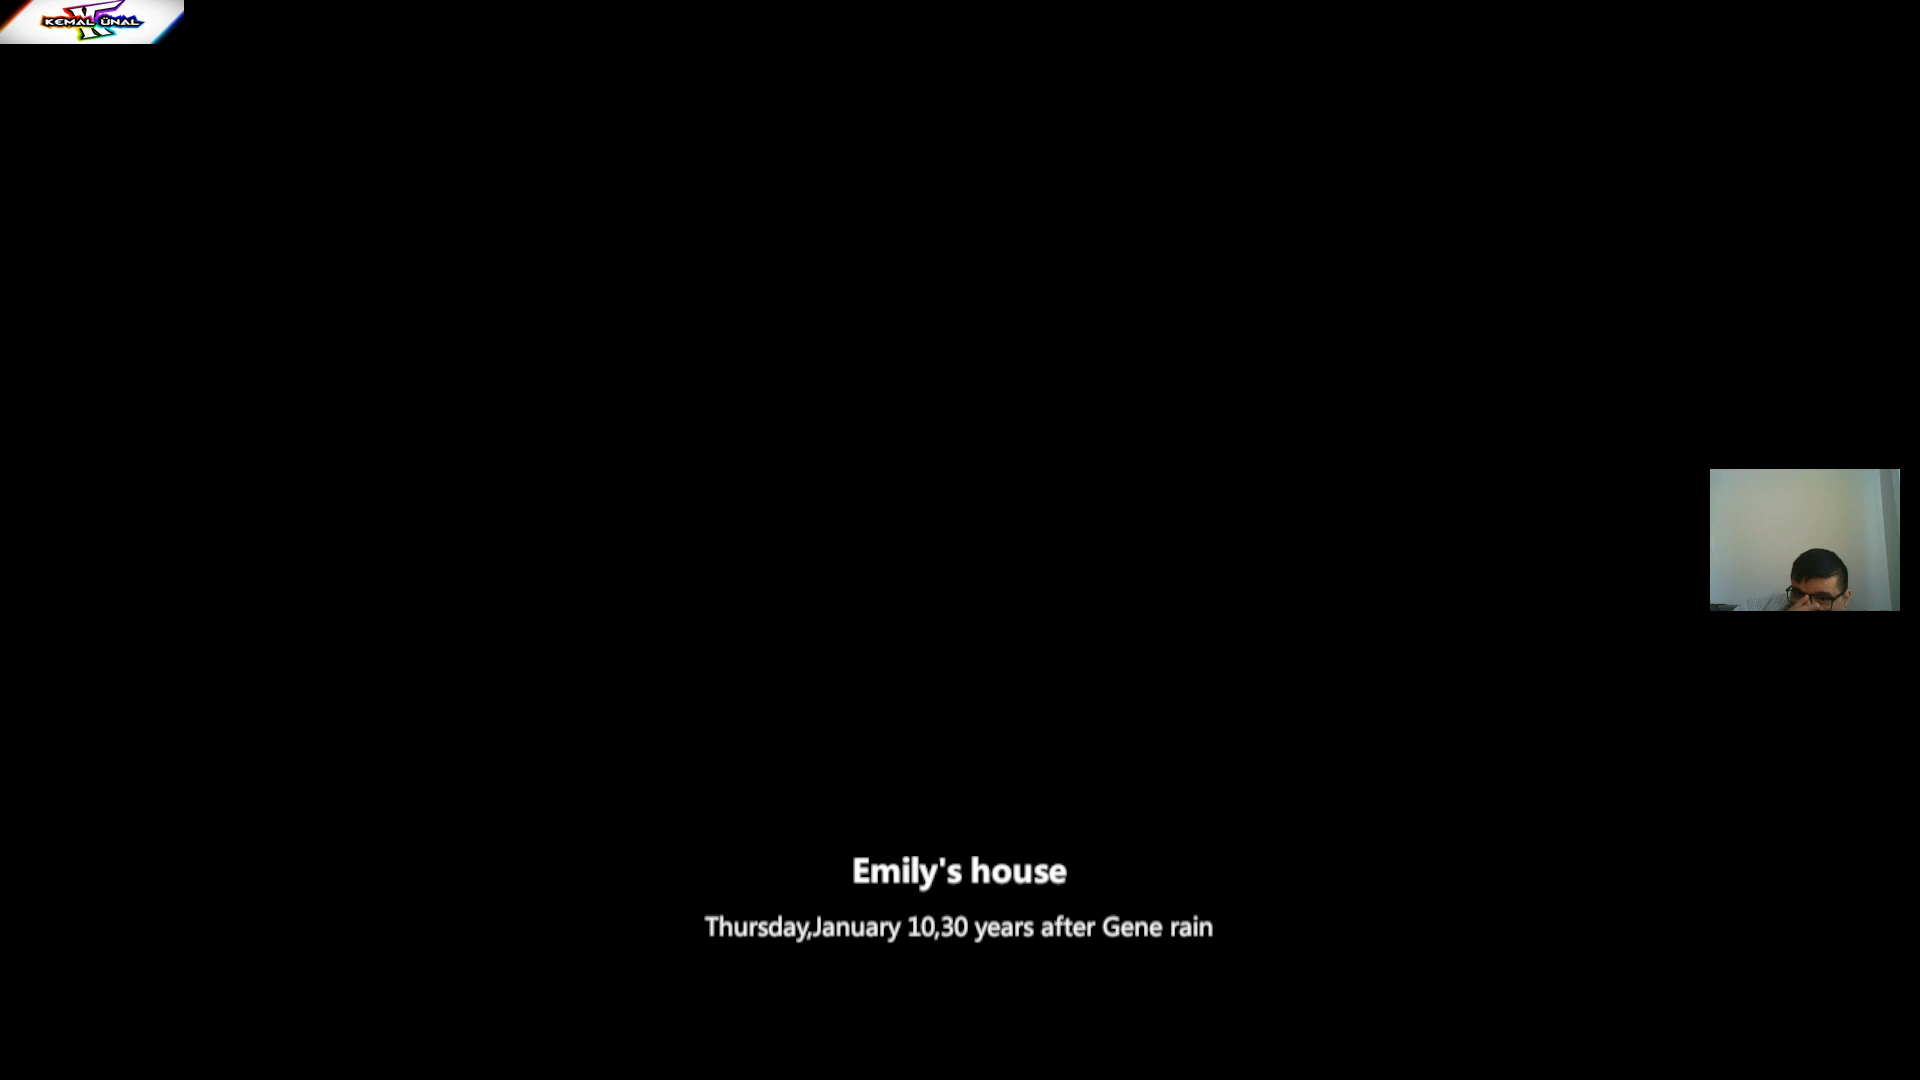 KEMAL ÜNAL
Emily's house
Thursday,January 10,30 years after Gene rain